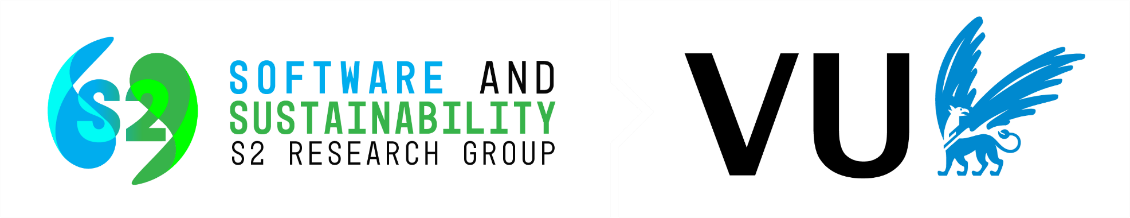 S2
SOFTWARE AND
SUSTAINABILITY
S2 RESEARCH GROUP
VU